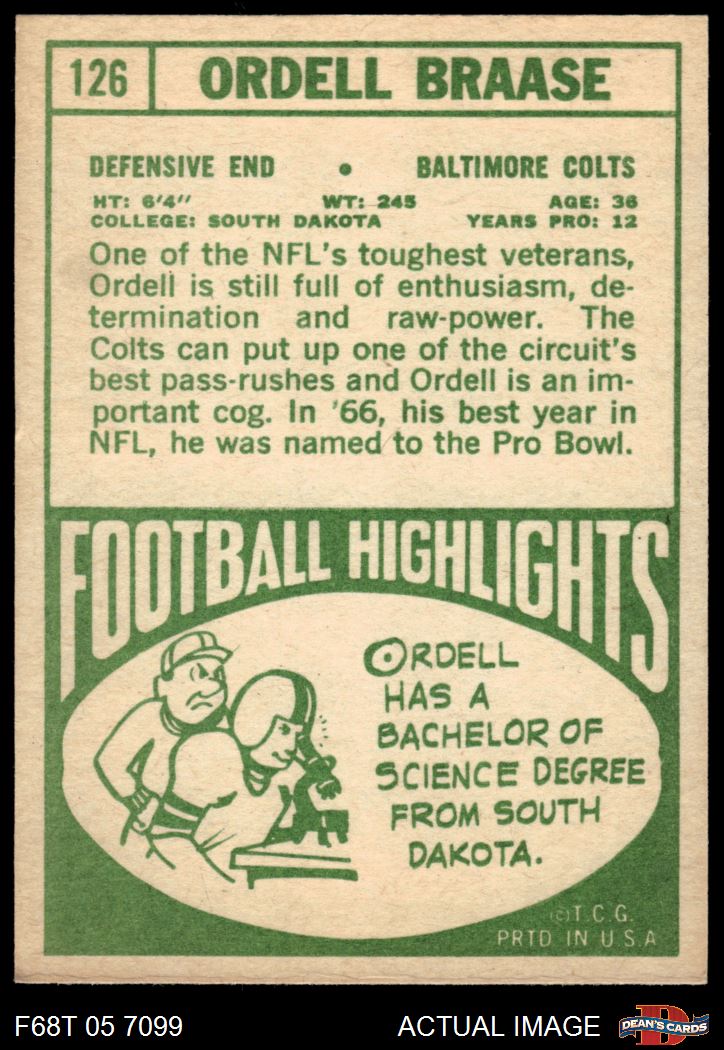 126 ORDELL BRAASE
DEFENSIVE END • BALTIMORE COLTS
HT: 6'4" WT: 245 AGE: 36
COLLEGE: SOUTH DAKOTA YEARS PRO: 12
One of the NFL's toughest veterans,
Ordell is still full of enthusiasm, de-
termination and raw-power. The
Colts can put up one of the circuit's
best pass-rushes and Ordell is an im-
portant cog. In '66, his best year in
NFL, he was named to the Pro Bowl.
FOOTBALL HIGHLIGHTS
ORDELL
HAS A
BACHELOR OF
SCIENCE DEGREE
FROM SOUTH
DAKOTA.
(C) T.C.G.
PRTD IN U.S.A
F68T 05 7099 ACTUAL IMAGE D DEAN'S CARDS